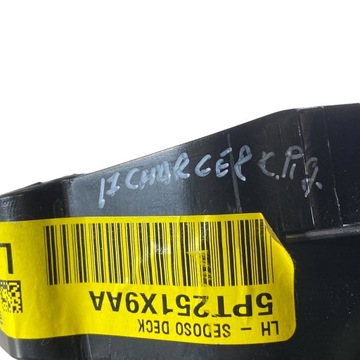 17 CHARGER
LH - SEDOSO DECK
5PT251X9AA
L